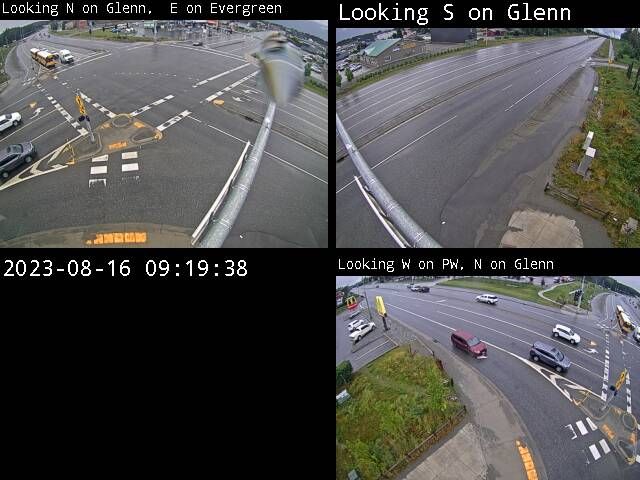 Looking N on Glenn,  E on Evergreen
Looking S on Glenn
2023-08-16 09:19:38
Looking W on PW, N on Glenn